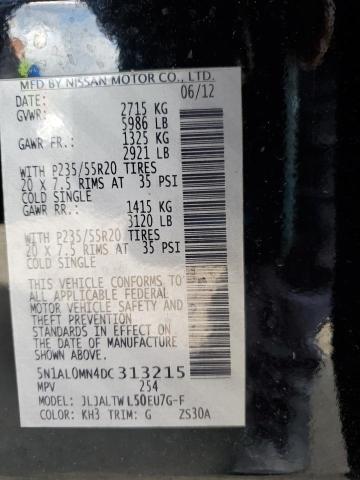 MFD BY NISSAN MOTOR CO., LTD.
DATE: 06/12
GVWR: 2715 KG
5986 LB
GAWR FR: 1325 KG
2921 LB
WITH P235/55R20 TIRES
20 X 7.5 RIMS AT 35 PSI
COLD SINGLE
GAWR RR: 1415 KG
3120 LB
WITH P235/55R20 TIRES
20 X 7.5 RIMS AT 35 PSI
COLD SINGLE
THIS VEHICLE CONFORMS TO
ALL APPLICABLE FEDERAL
MOTOR VEHICLE SAFETY AND
THEFT PREVENTION
STANDARDS IN EFFECT ON
THE DATE OF MANUFACTURE
SHOWN ABOVE.
5N1AL0MN4DC313215
MPV 254
MODEL: JLJALTWL50EU7G-F
COLOR: KH3 TRIM: G ZS30A